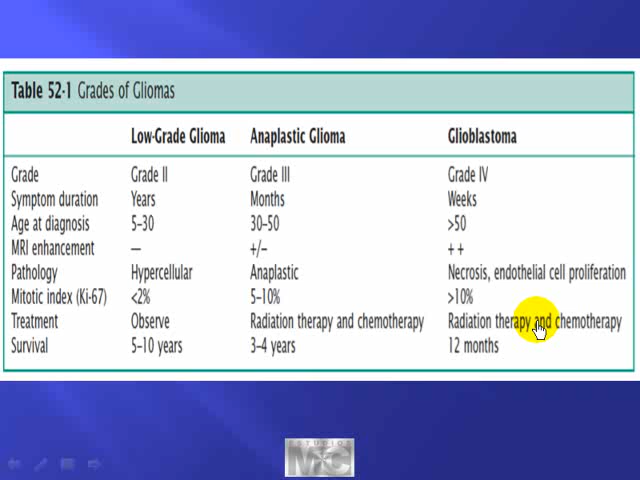 Table 52-1 Grades of Gliomas
Low-Grade Glioma Anaplastic Glioma Glioblastoma
Grade Grade II Grade III Grade IV
Symptom duration Years Months Weeks
Age at diagnosis 5–30 30–50 >50
MRI enhancement — +/– + +
Pathology Hypercellular Anaplastic Necrosis, endothelial cell proliferation
Mitotic index (Ki-67) <2% 5–10% >10%
Treatment Observe Radiation therapy and chemotherapy Radiation therapy and chemotherapy
Survival 5–10 years 3–4 years 12 months
ESTUDIOS
MC